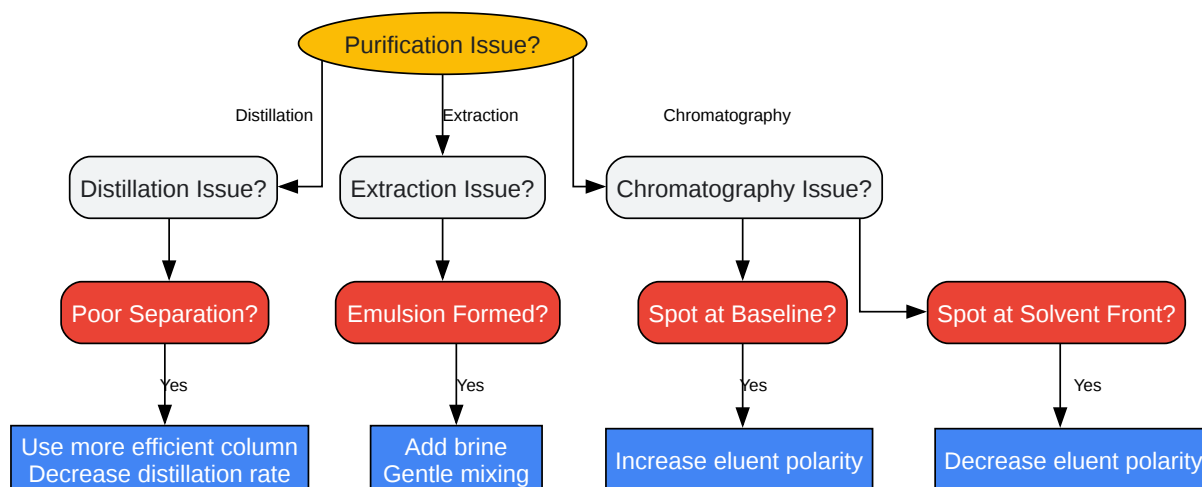 Purification Issue?
Distillation
Extraction
Chromatography
Distillation Issue?
Extraction Issue?
Chromatography Issue?
Poor Separation?
Emulsion Formed?
Spot at Baseline?
Spot at Solvent Front?
Yes
Yes
Yes
Yes
Use more efficient column
Decrease distillation rate
Add brine
Gentle mixing
Increase eluent polarity
Decrease eluent polarity